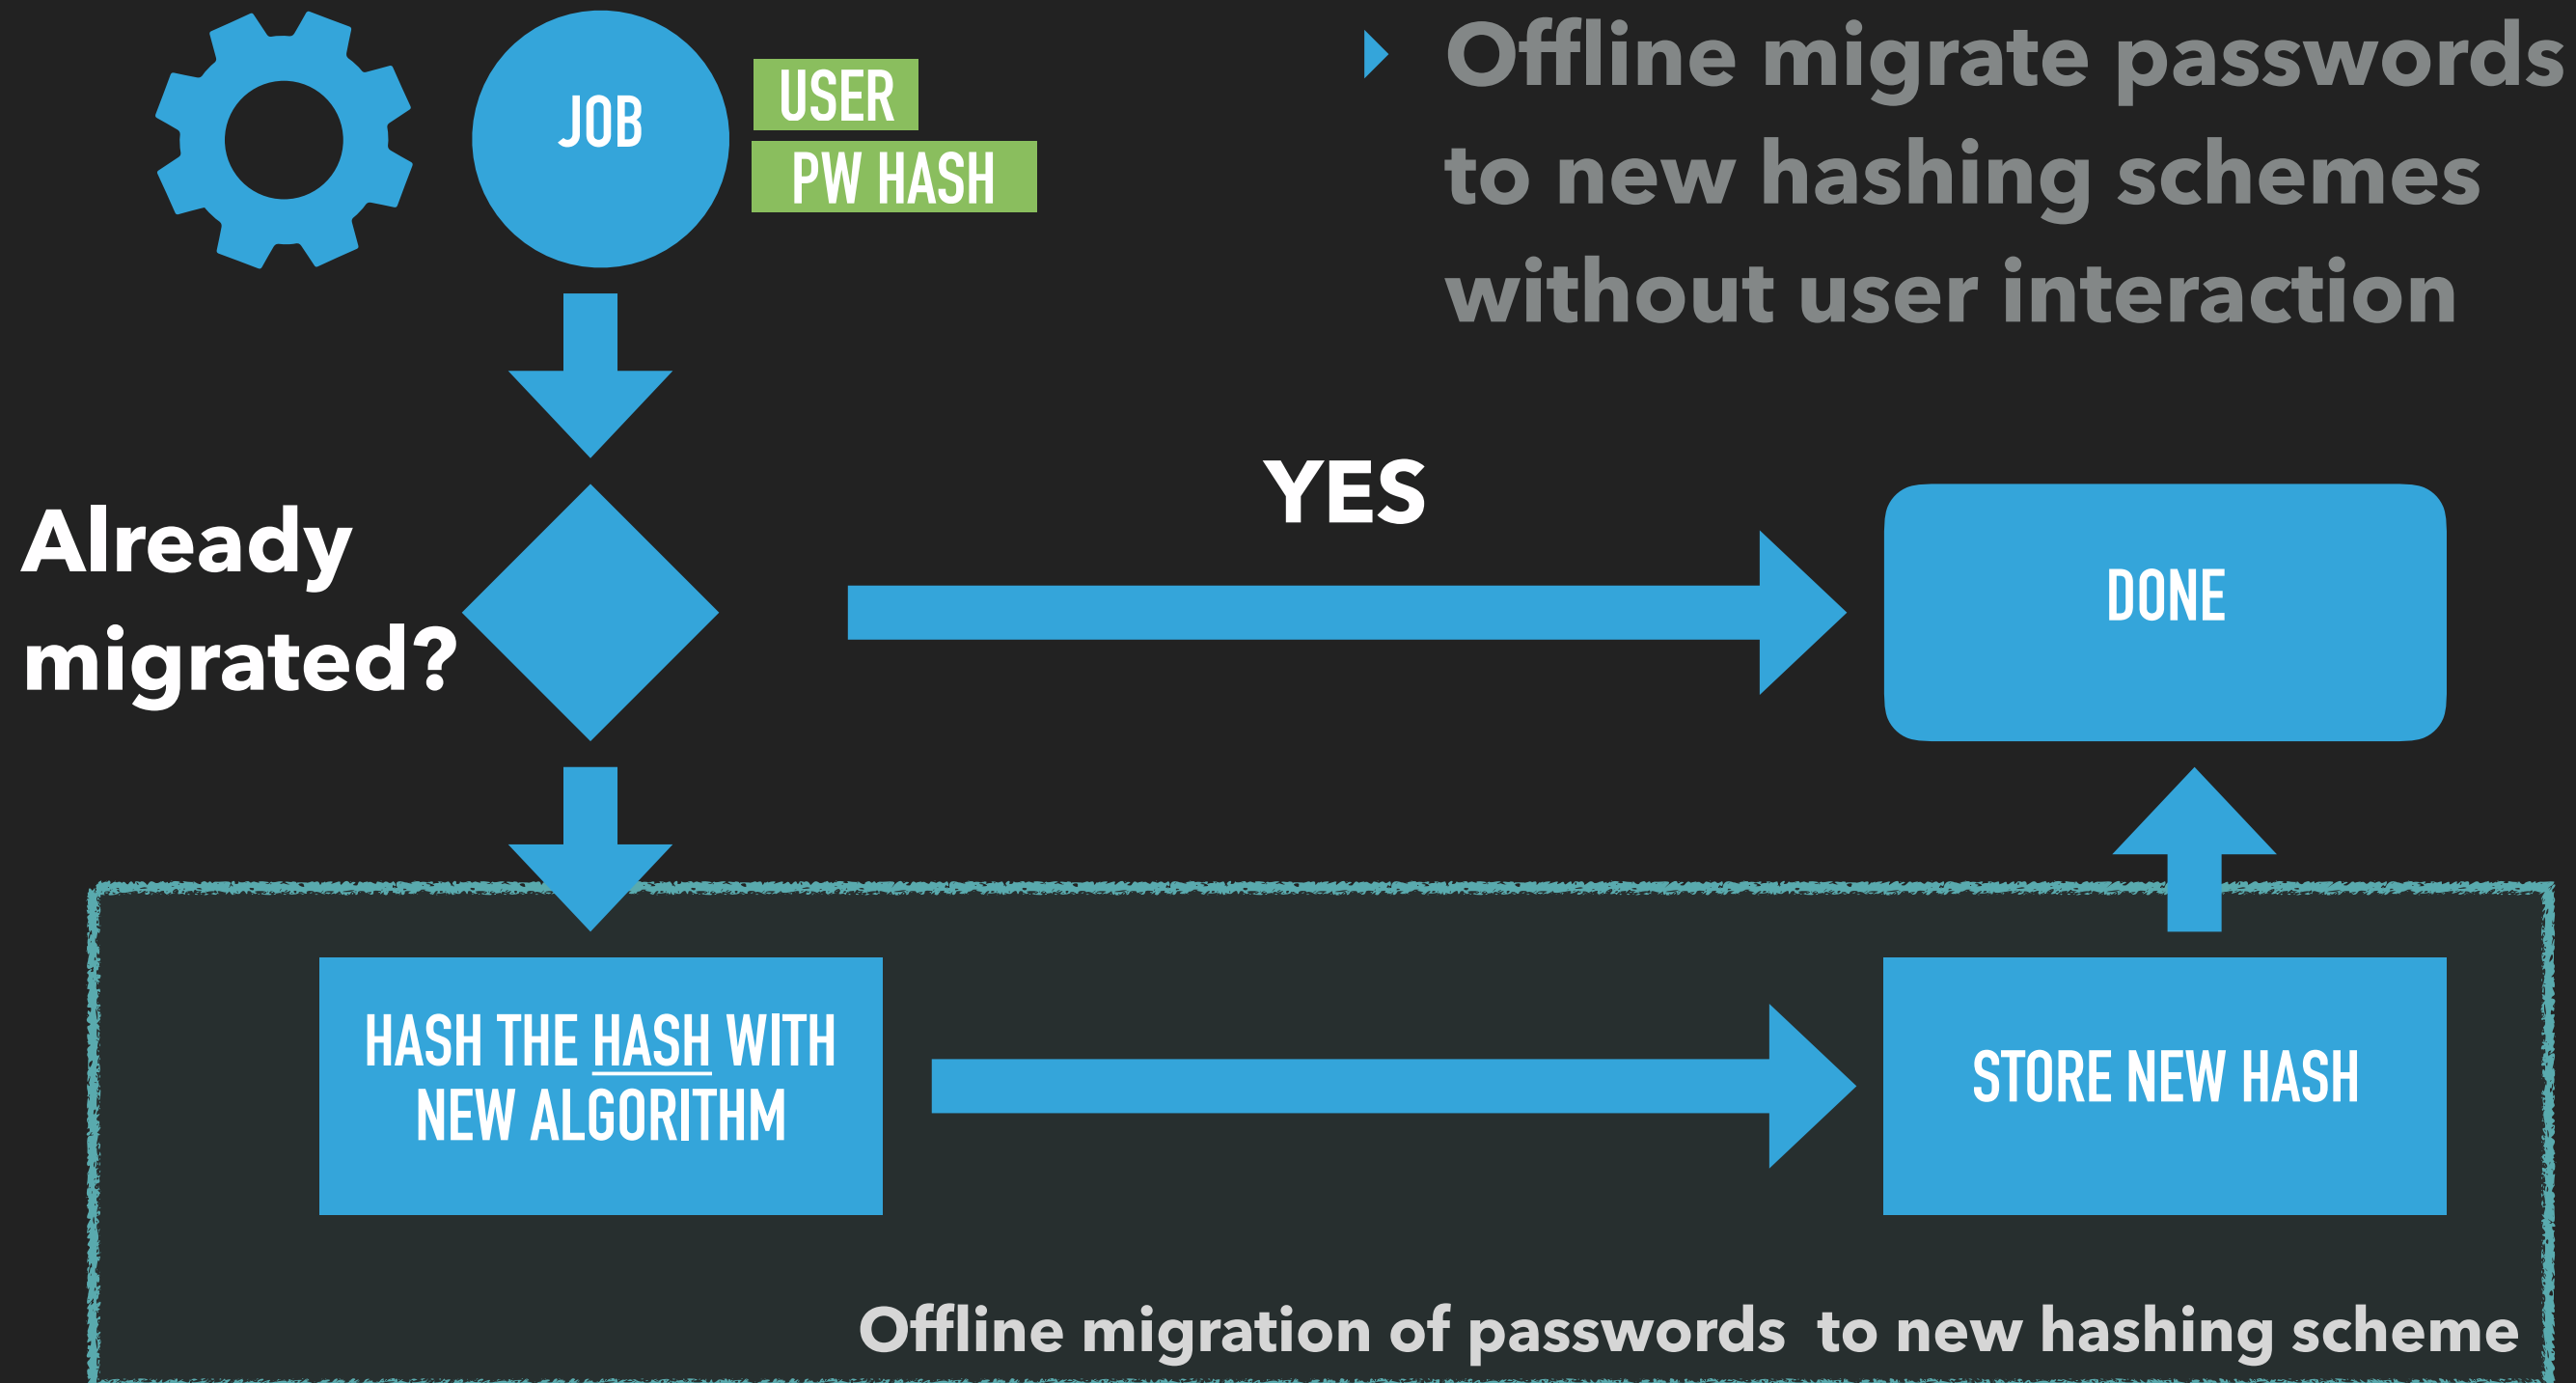 JOB
USER
PW HASH
Offline migrate passwords
to new hashing schemes
without user interaction
Already
migrated?
YES
DONE
HASH THE HASH WITH
NEW ALGORITHM
STORE NEW HASH
Offline migration of passwords to new hashing scheme